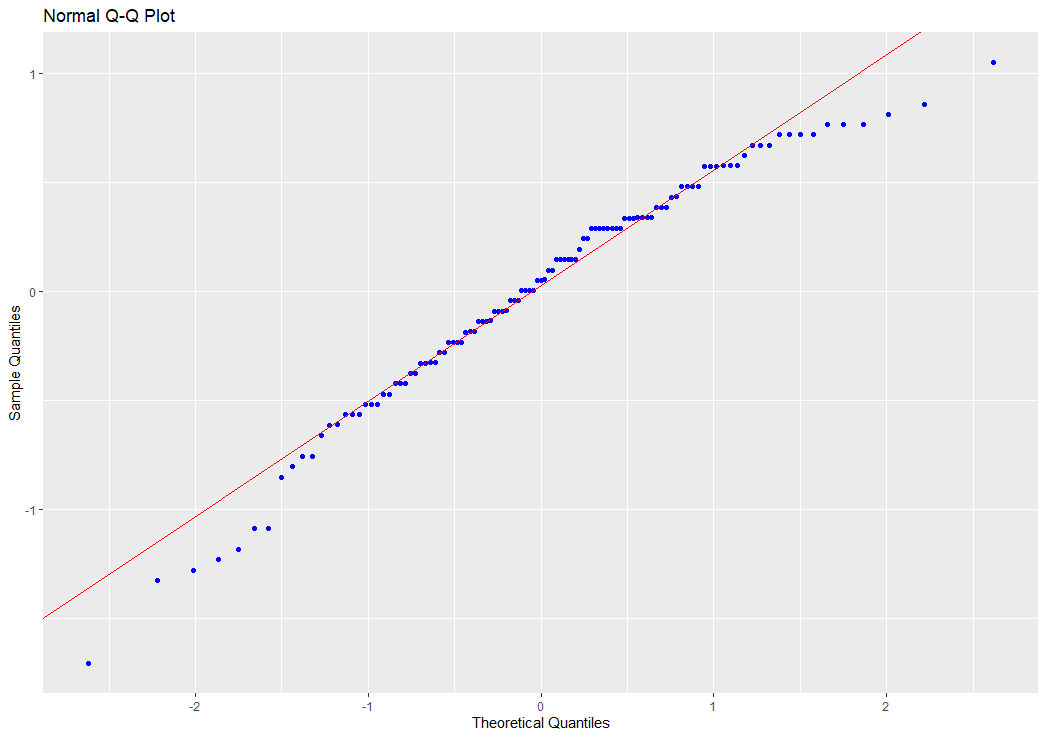 Normal Q-Q Plot
1
0
-1
Sample Quantiles
-2
-1
0
1
2
Theoretical Quantiles